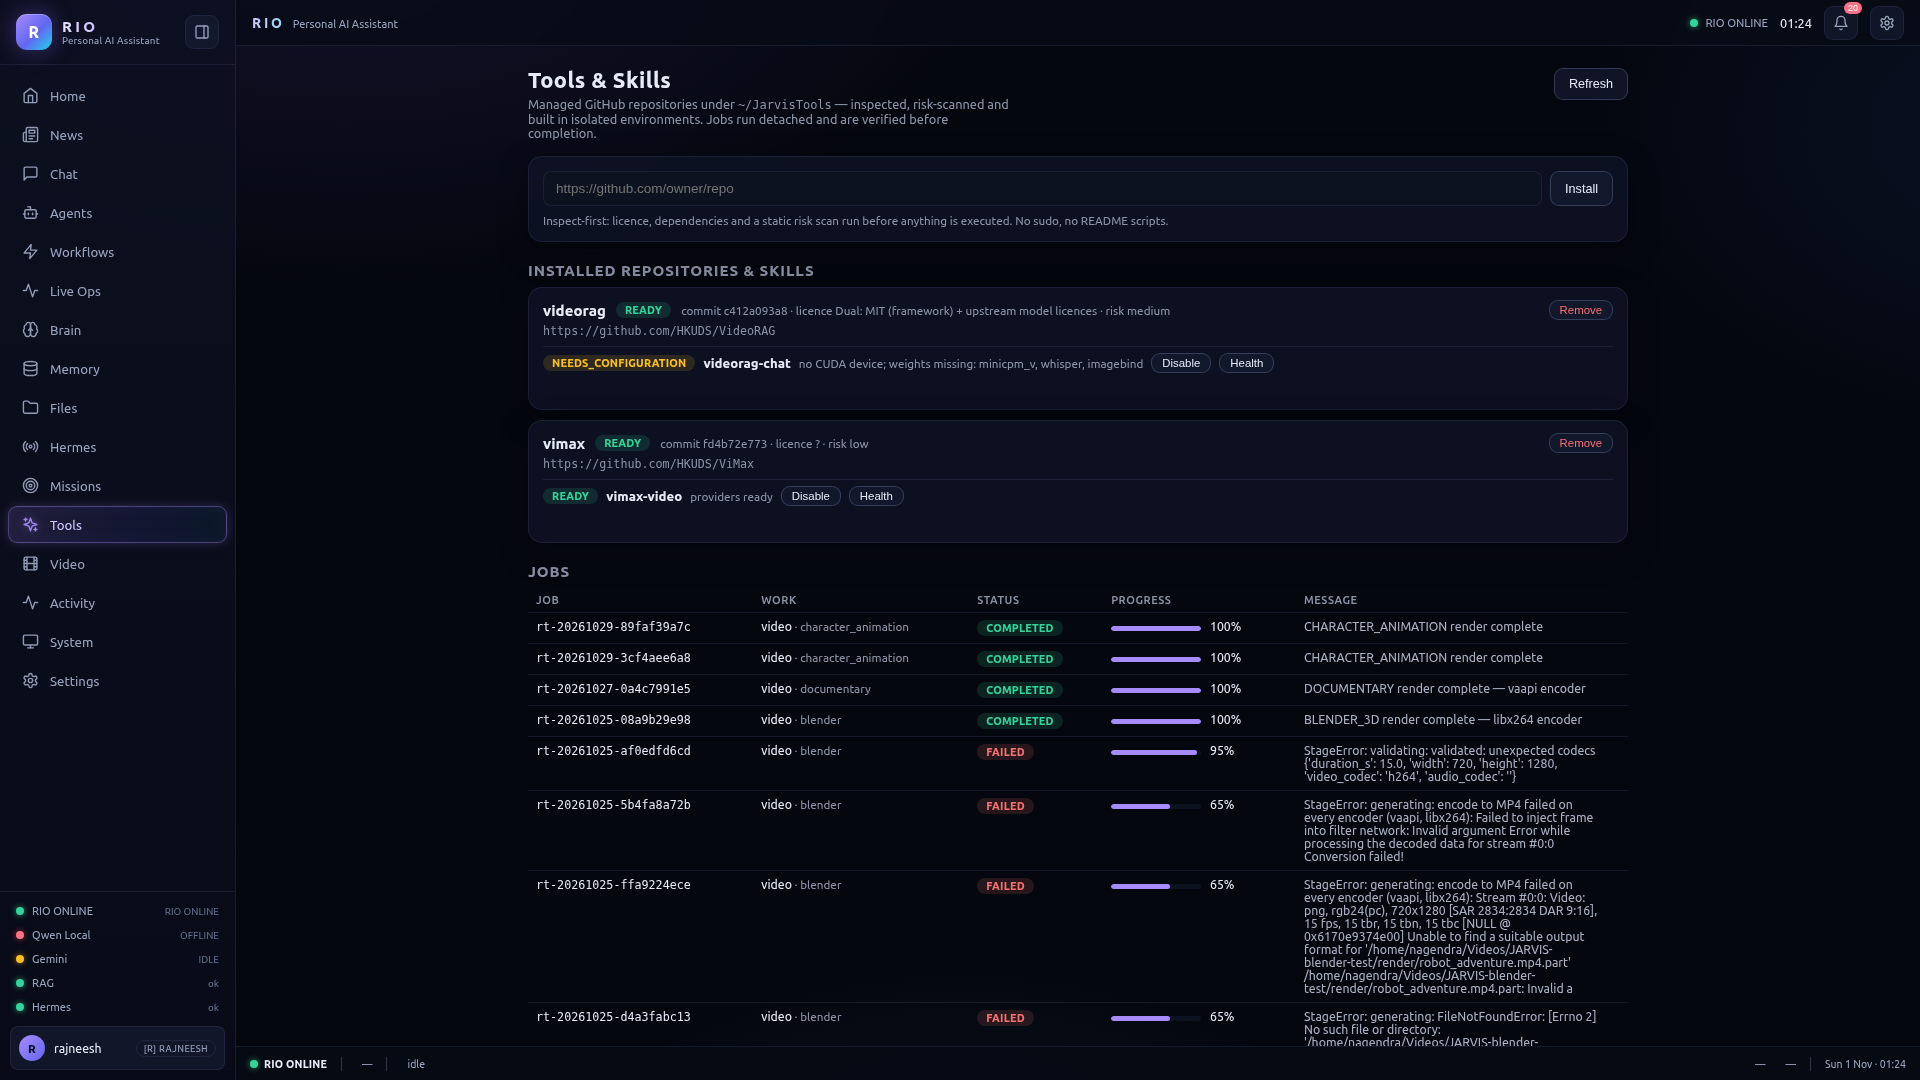 R
RIO
Personal AI Assistant
Home
News
Chat
Agents
Workflows
Live Ops
Brain
Memory
Files
Hermes
Missions
Tools
Video
Activity
System
Settings
RIO ONLINE RIO ONLINE
Qwen Local OFFLINE
Gemini IDLE
RAG ok
Hermes ok
R rajneesh [R] RAJNEESH
RIO Personal AI Assistant
RIO ONLINE 01:24 20
Tools & Skills
Refresh
Managed GitHub repositories under ~/JarvisTools — inspected, risk-scanned and
built in isolated environments. Jobs run detached and are verified before
completion.
https://github.com/owner/repo
Install
Inspect-first: licence, dependencies and a static risk scan run before anything is executed. No sudo, no README scripts.
INSTALLED REPOSITORIES & SKILLS
videorag READY commit c412a093a8 · licence Dual: MIT (framework) + upstream model licences · risk medium Remove
https://github.com/HKUDS/VideoRAG
NEEDS_CONFIGURATION videorag-chat no CUDA device; weights missing: minicpm_v, whisper, imagebind Disable Health
vimax READY commit fd4b72e773 · licence ? · risk low Remove
https://github.com/HKUDS/ViMax
READY vimax-video providers ready Disable Health
JOBS
JOB WORK STATUS PROGRESS MESSAGE
rt-20261029-89faf39a7c video · character_animation COMPLETED 100% CHARACTER_ANIMATION render complete
rt-20261029-3cf4aee6a8 video · character_animation COMPLETED 100% CHARACTER_ANIMATION render complete
rt-20261027-0a4c7991e5 video · documentary COMPLETED 100% DOCUMENTARY render complete — vaapi encoder
rt-20261025-08a9b29e98 video · blender COMPLETED 100% BLENDER_3D render complete — libx264 encoder
rt-20261025-af0edfd6cd video · blender FAILED 95% StageError: validating: validated: unexpected codecs
{'duration_s': 15.0, 'width': 720, 'height': 1280,
'video_codec': 'h264', 'audio_codec': ''}
rt-20261025-5b4fa8a72b video · blender FAILED 65% StageError: generating: encode to MP4 failed on
every encoder (vaapi, libx264): Failed to inject frame
into filter network: Invalid argument Error while
processing the decoded data for stream #0:0
Conversion failed!
rt-20261025-ffa9224ece video · blender FAILED 65% StageError: generating: encode to MP4 failed on
every encoder (vaapi, libx264): Stream #0:0: Video:
png, rgb24(pc), 720x1280 [SAR 2834:2834 DAR 9:16],
15 fps, 15 tbr, 15 tbn, 15 tbc [NULL @
0x6170e9374e00] Unable to find a suitable output
format for '/home/nagendra/Videos/JARVIS-
blender-test/render/robot_adventure.mp4.part'
/home/nagendra/Videos/JARVIS-blender-
test/render/robot_adventure.mp4.part: Invalid a
rt-20261025-d4a3fabc13 video · blender FAILED 65% StageError: generating: FileNotFoundError: [Errno 2]
No such file or directory:
'/home/nagendra/Videos/JARVIS-blender-
RIO ONLINE — idle — — Sun 1 Nov · 01:24